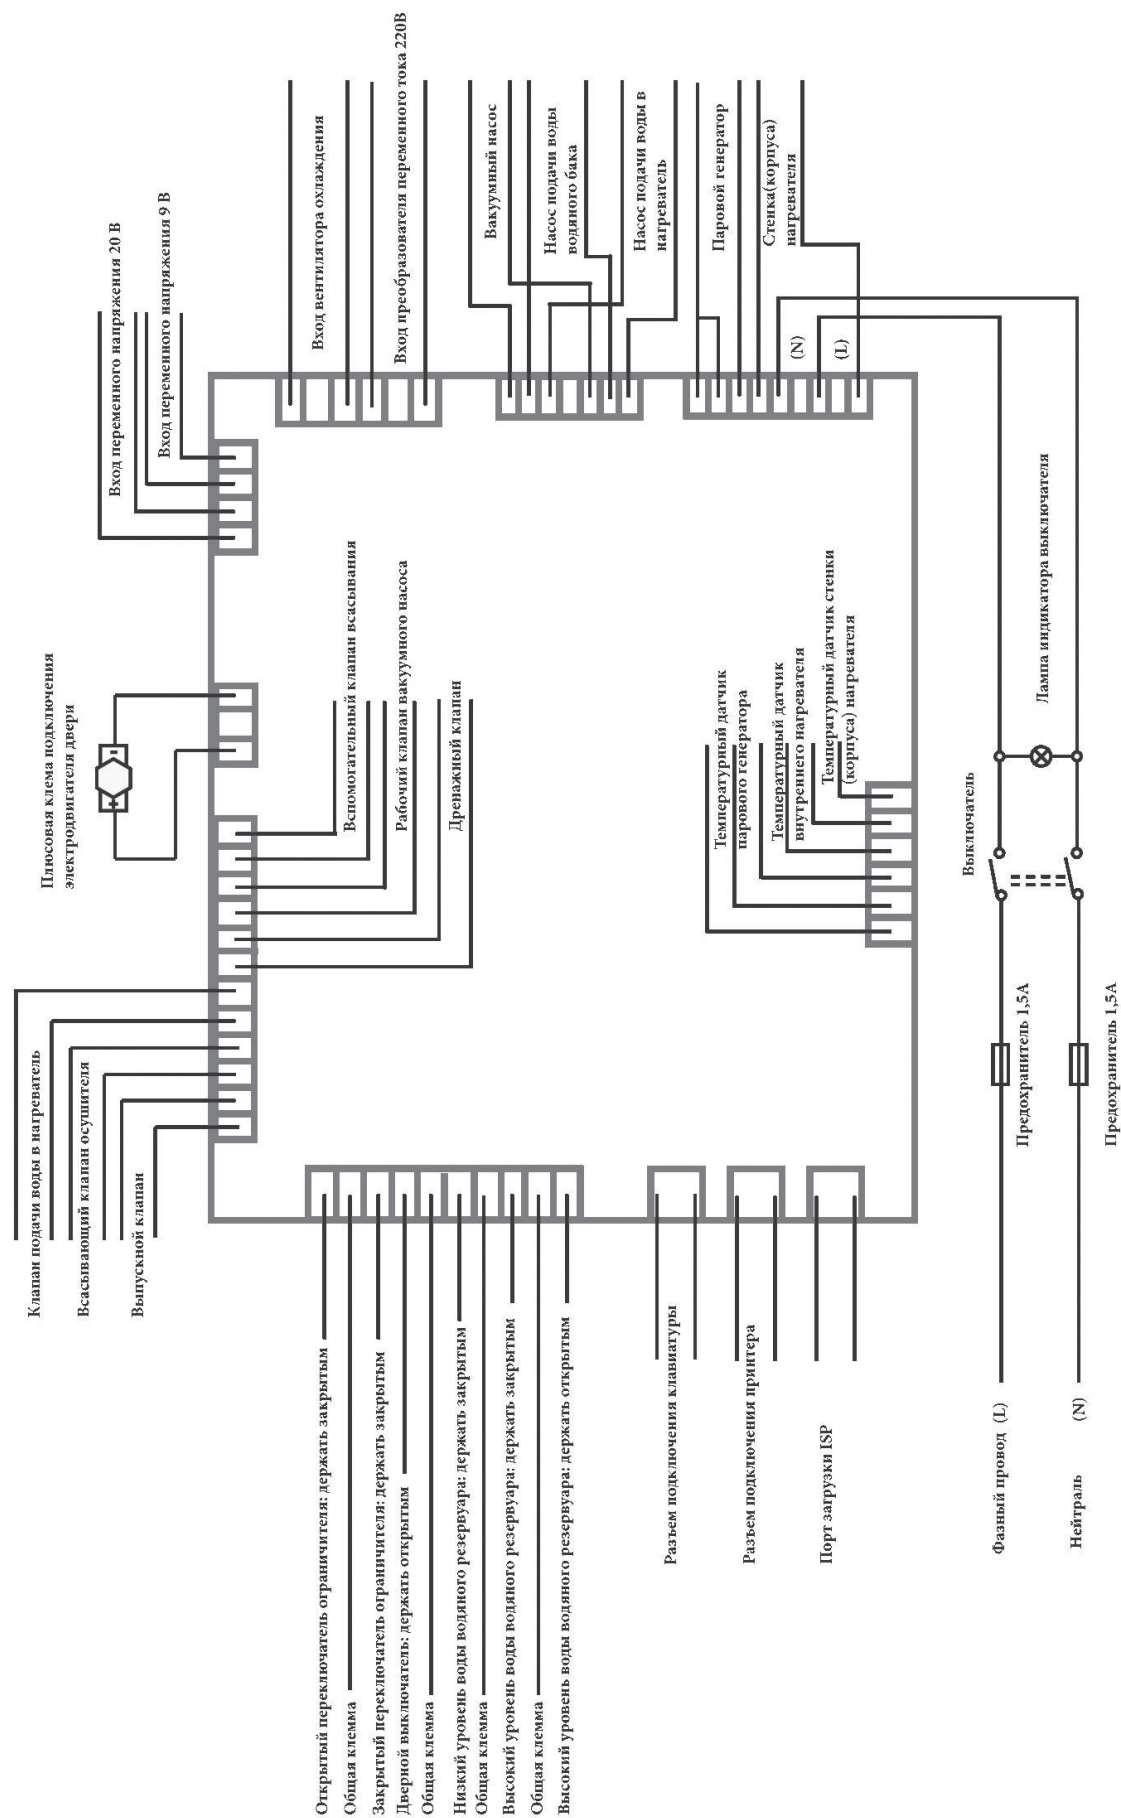 Клапан подачи воды в нагреватель
Всасывающий клапан осушителя
Выпускной клапан
Плюсовая клема подключения
электродвигателя двери
Вход переменного напряжения 20 В
Вход переменного напряжения 9 В
Вспомогательный клапан всасывания
Рабочий клапан вакуумного насоса
Дренажный клапан
Вход вентилятора охлаждения
Вход преобразователя переменного тока 220В
Вакуумный насос
Насос подачи воды
водяного бака
Насос подачи воды в
нагреватель
Паровой генератор
Стенка(корпуса)
нагревателя
(N)
(L)
Открытый переключатель ограничителя: держать закрытым
Общая клемма
Закрытый переключатель ограничителя: держать закрытым
Дверной выключатель: держать открытым
Общая клемма
Низкий уровень воды водяного резервуара: держать закрытым
Общая клемма
Высокий уровень воды водяного резервуара: держать закрытым
Общая клемма
Высокий уровень воды водяного резервуара: держать открытым
Разъем подключения клавиатуры
Разъем подключения принтера
Порт загрузки ISP
Температурный датчик
парового генератора
Температурный датчик
внутреннего нагревателя
Температурный датчик стенки
(корпуса) нагревателя
Выключатель
Лампа индикатора выключателя
Фазный провод (L)
Предохранитель 1,5А
Нейтраль (N)
Предохранитель 1,5А